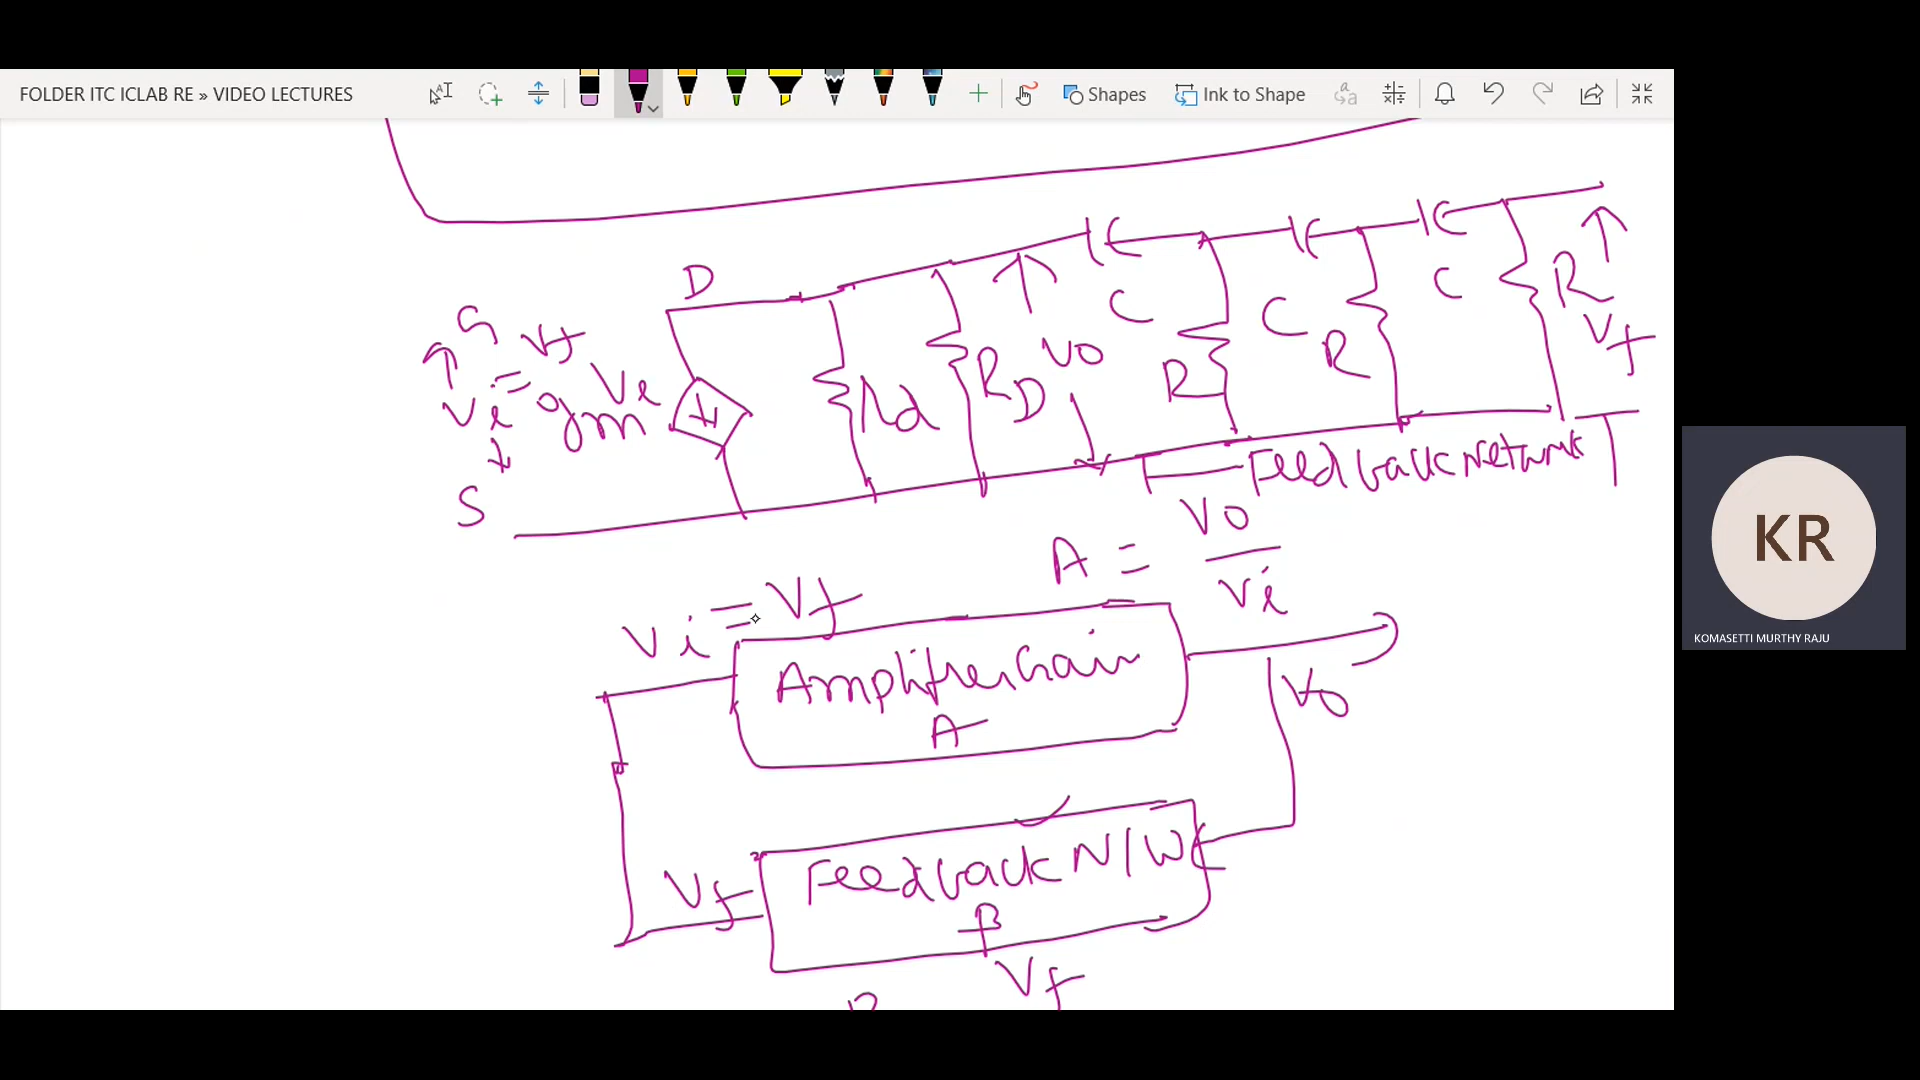 FOLDER ITC ICLAB RE » VIDEO LECTURES
Shapes
Ink to Shape
D
G
Vi = Vf
S
gm Vi
rd
RD
Vo
C
R
C
R
C
R
Vf
Feedback Network
A = Vo / Vi
Vi = Vf
Amplifier Gain
A
Vo
Feedback N/W
β
Vf
Vf
KR
KOMASETTI MURTHY RAJU